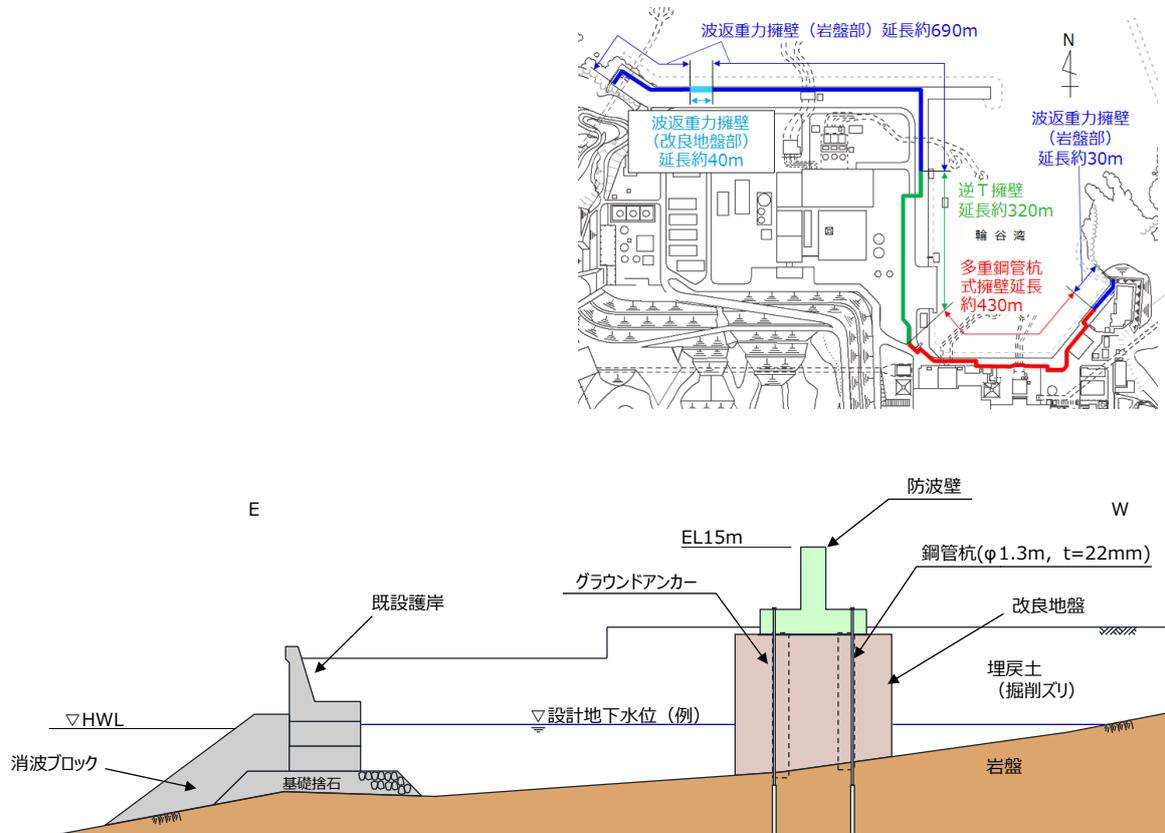 波返重力擁壁（岩盤部）延長約690m
N
波返重力擁壁
（改良地盤部）
延長約40m
波返重力擁壁
（岩盤部）
延長約30m
逆T擁壁
延長約320m
輪谷湾
多重鋼管杭
式擁壁延長
約430m
E
W
防波壁
EL15m
鋼管杭(φ1.3m, t=22mm)
グラウンドアンカー
既設護岸
改良地盤
埋戻土
（掘削ズリ）
▽HWL
▽設計地下水位（例）
消波ブロック
基礎捨石
岩盤